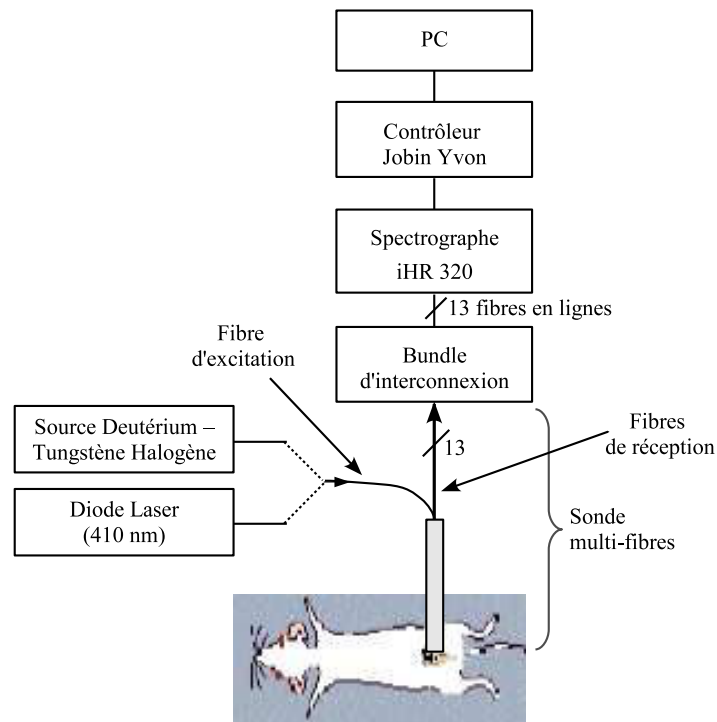 PC
Contrôleur
Jobin Yvon
Spectrographe
iHR 320
13 fibres en lignes
Fibre
d'excitation
Bundle
d'interconnexion
Source Deutérium –
Tungstène Halogène
13
Fibres
de réception
Diode Laser
(410 nm)
Sonde
multi-fibres